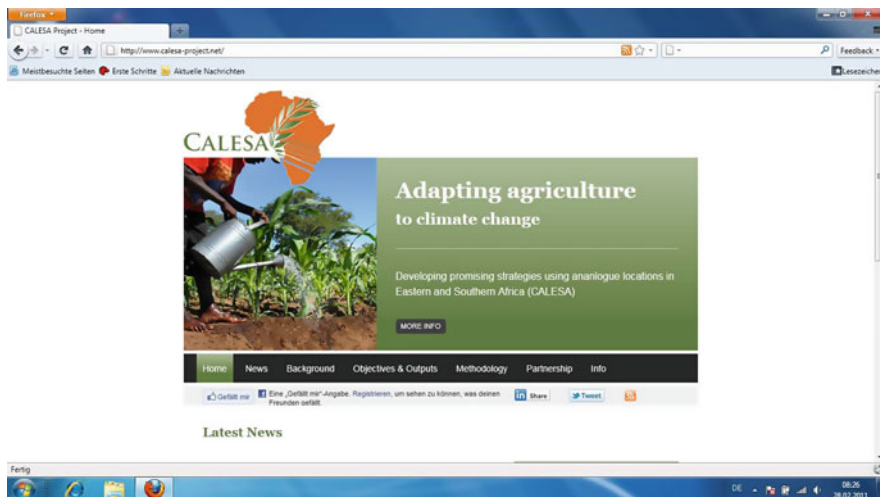 Firefox
CALESA Project - Home
http://www.calesa-project.net/
Feedback
Meistbesuchte Seiten Erste Schritte Aktuelle Nachrichten
Lesezeichen
CALESA
Adapting agriculture
to climate change
Developing promising strategies using ananlogue locations in
Eastern and Southern Africa (CALESA)
MORE INFO
Home News Background Objectives & Outputs Methodology Partnership Info
Gefällt mir Eine „Gefällt mir“-Angabe. Registrieren, um sehen zu können, was deinen
Freunden gefällt.
Share Tweet
Latest News
Fertig
DE 08:26
28.02.2011